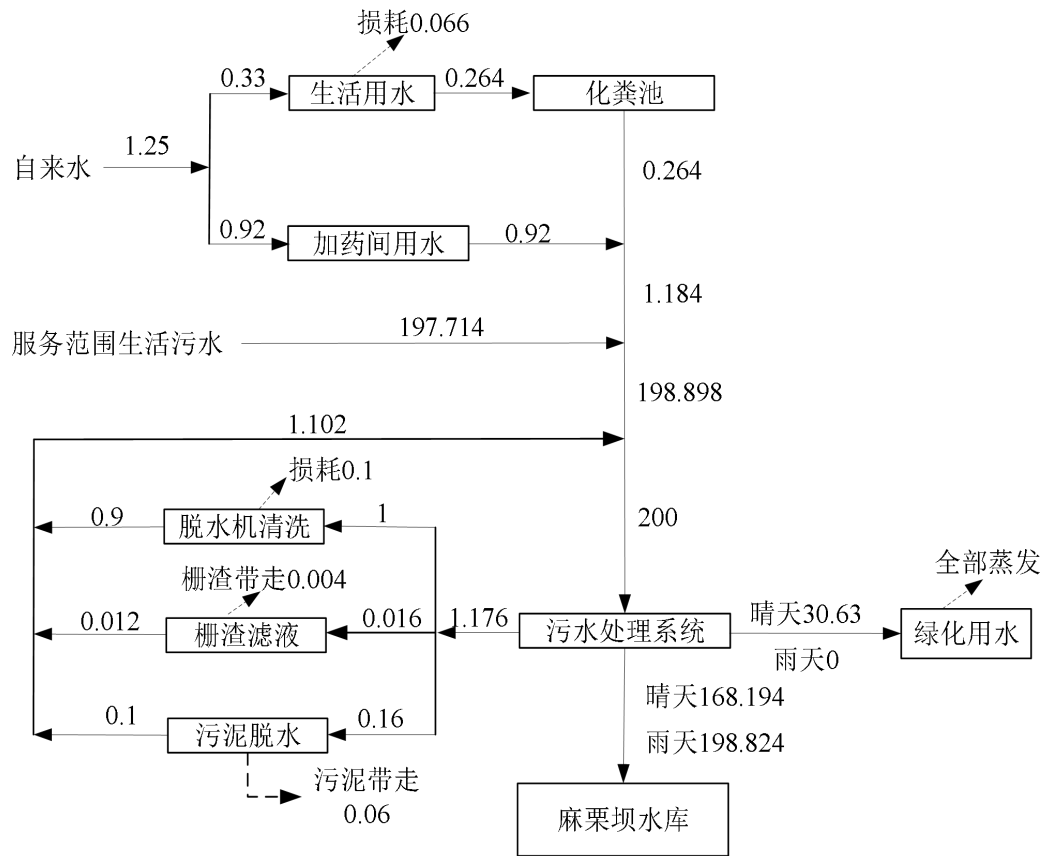 损耗0.066
0.33
生活用水
0.264
化粪池
1.25
自来水
0.264
0.92
加药间用水
0.92
1.184
服务范围生活污水
197.714
198.898
1.102
损耗0.1
0.9
脱水机清洗
1
200
栅渣带走0.004
全部蒸发
0.012
栅渣滤液
0.016
1.176
污水处理系统
晴天30.63
雨天0
绿化用水
晴天168.194
雨天198.824
0.1
污泥脱水
0.16
污泥带走
0.06
麻栗坝水库